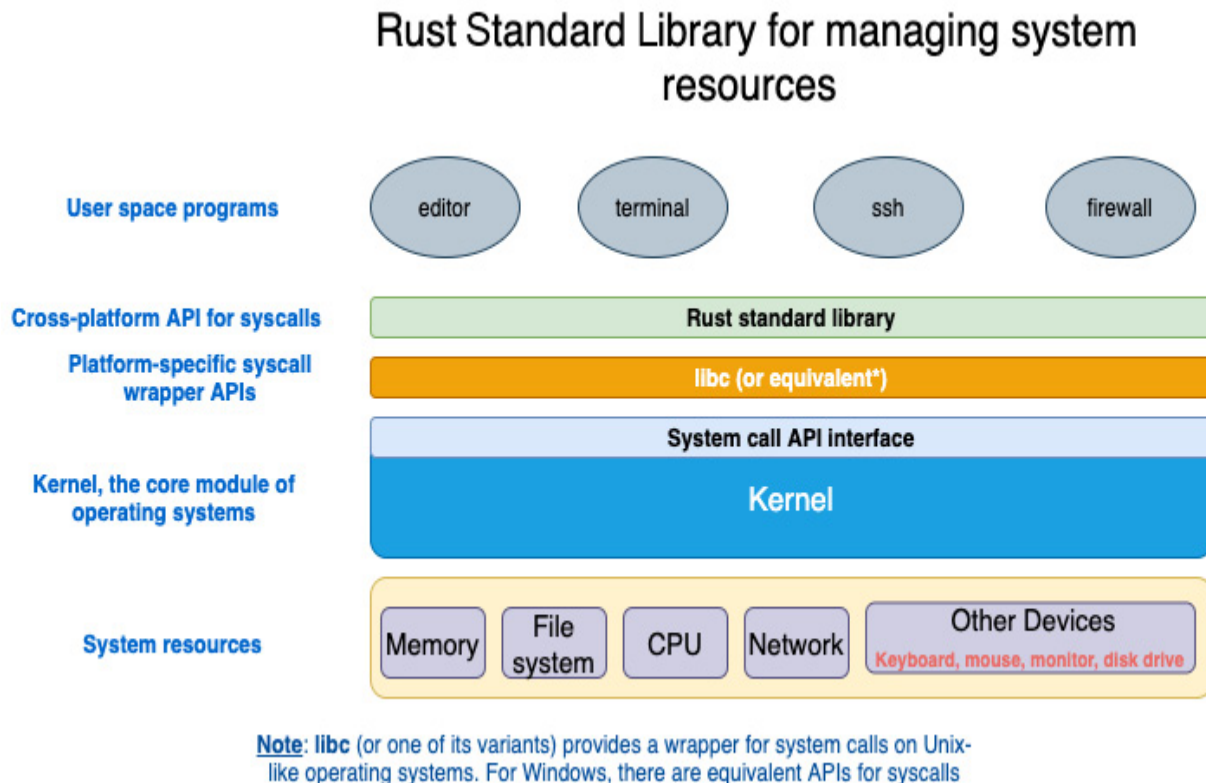 Rust Standard Library for managing system
resources
User space programs
editor
terminal
ssh
firewall
Cross-platform API for syscalls
Rust standard library
Platform-specific syscall
wrapper APIs
libc (or equivalent*)
System call API interface
Kernel, the core module of
operating systems
Kernel
System resources
Memory
File
system
CPU
Network
Other Devices
Keyboard, mouse, monitor, disk drive
Note: libc (or one of its variants) provides a wrapper for system calls on Unix-
like operating systems. For Windows, there are equivalent APIs for syscalls